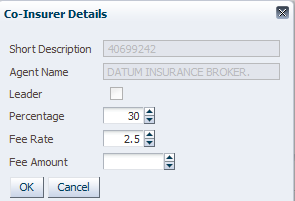 Co-Insurer Details
Short Description 40699242
Agent Name DATUM INSURANCE BROKER.
Leader
Percentage 30
Fee Rate 2.5
Fee Amount
OK Cancel